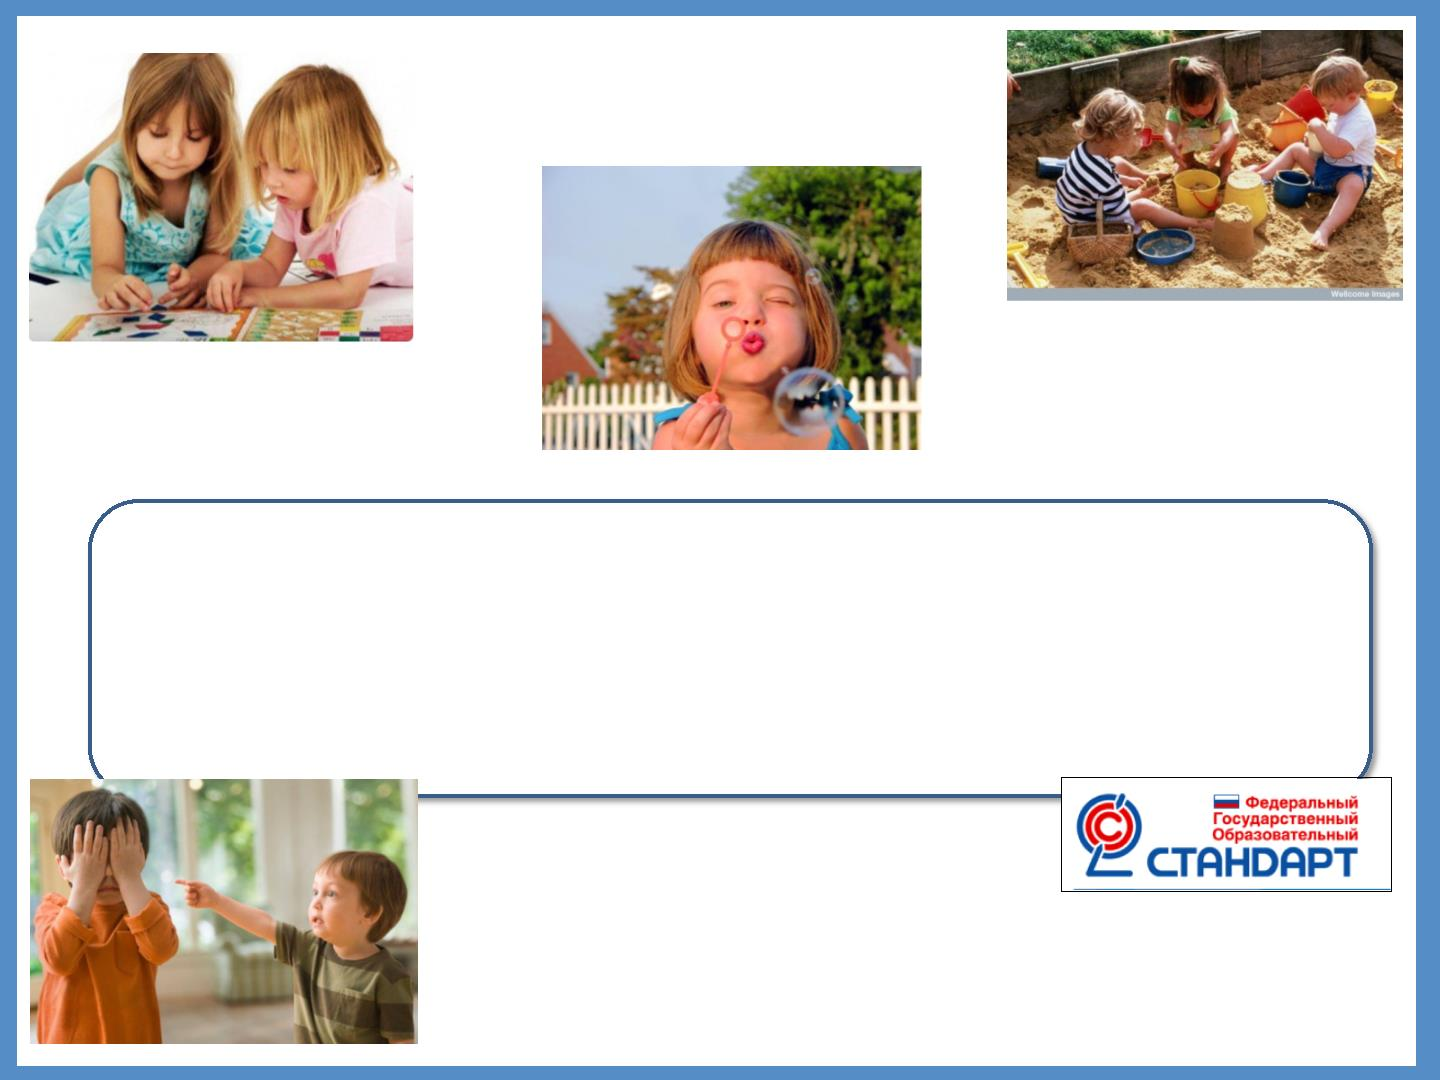 Wellcome Images
Федеральный
Государственный
Образовательный
СТАНДАРТ